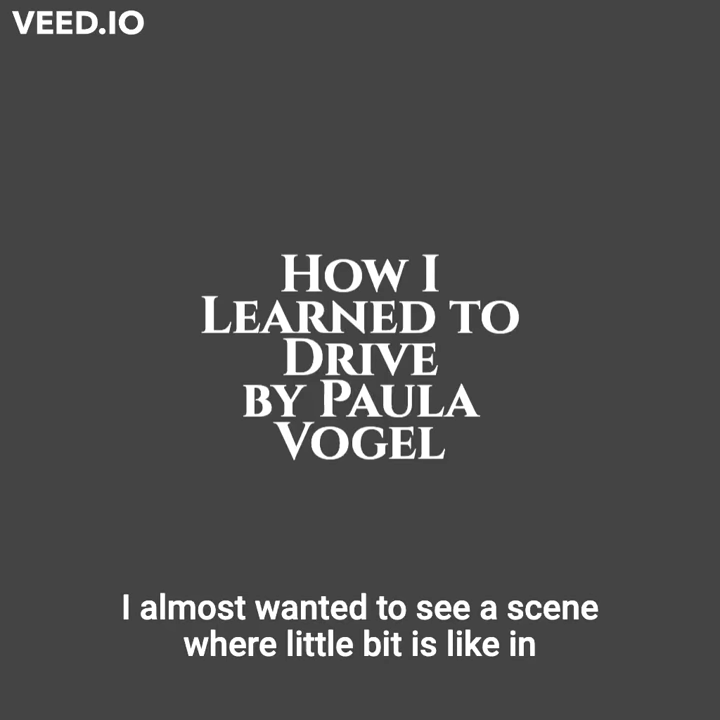 VEED.IO
How I
Learned to
Drive
by Paula
Vogel
I almost wanted to see a scene
where little bit is like in